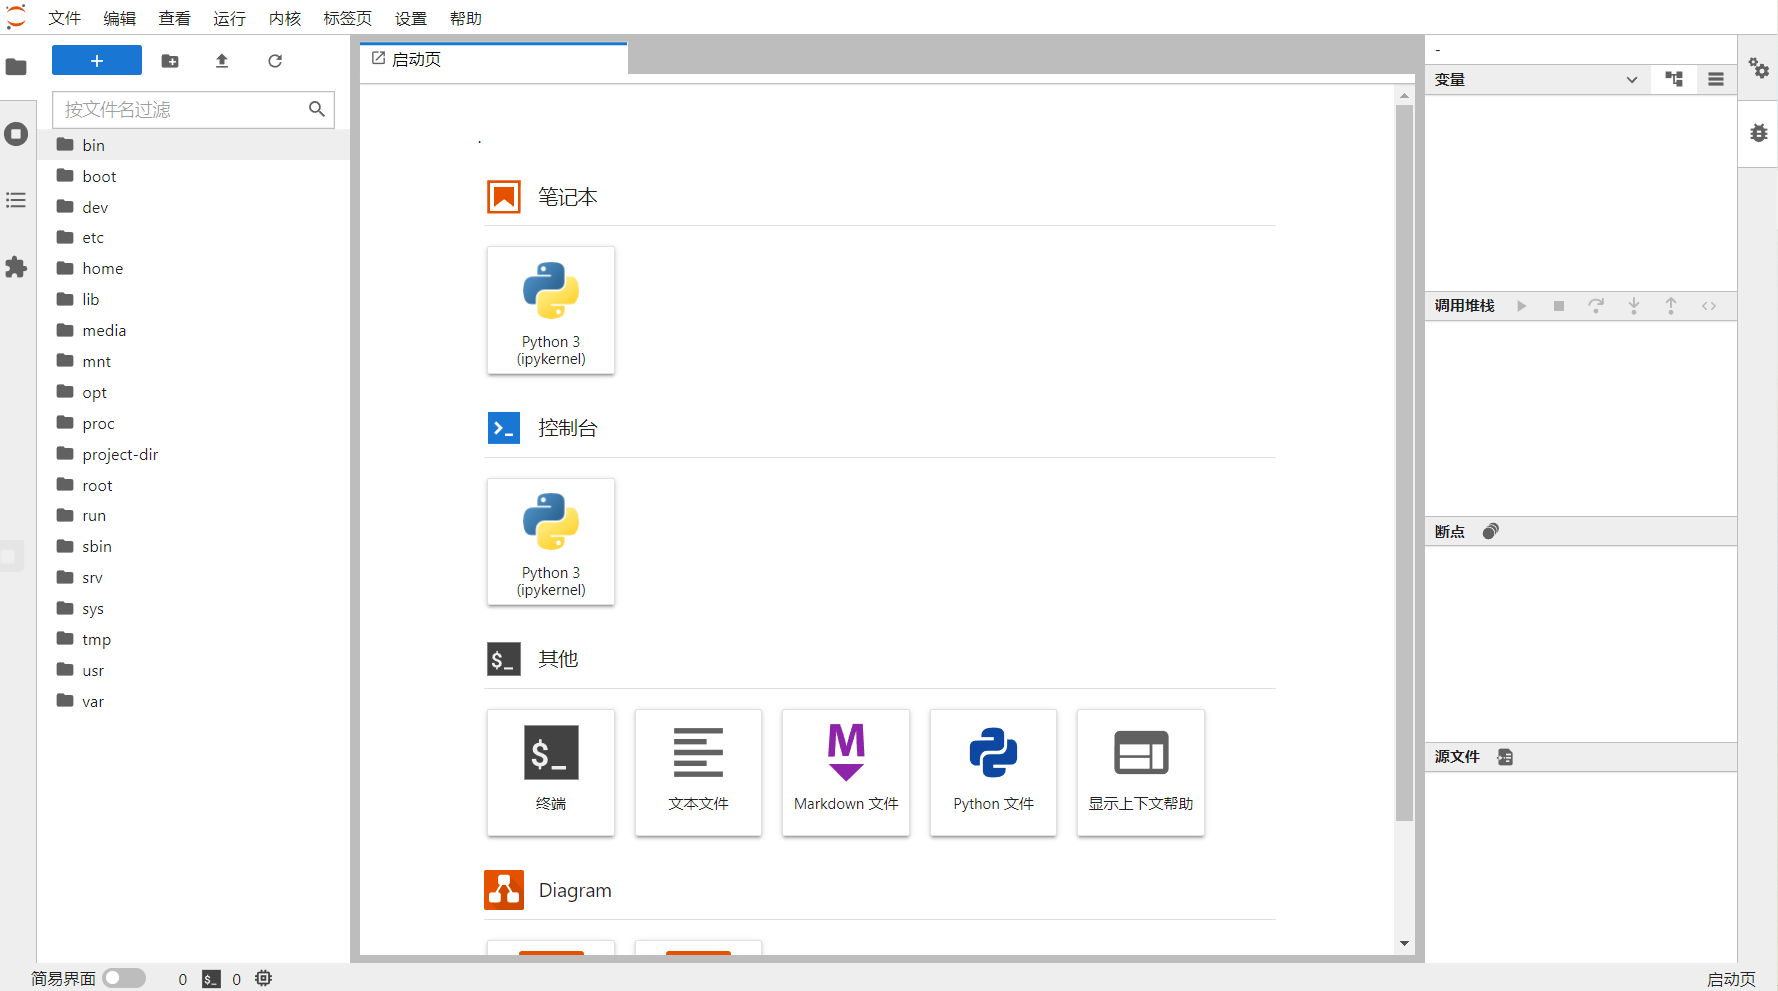 文件 编辑 查看 运行 内核 标签页 设置 帮助
+
按文件名过滤
bin
boot
dev
etc
home
lib
media
mnt
opt
proc
project-dir
root
run
sbin
srv
sys
tmp
usr
var
启动页
.
笔记本
Python 3
(ipykernel)
控制台
Python 3
(ipykernel)
$_ 其他
$_
终端
文本文件
M
Markdown 文件
Python 文件
显示上下文帮助
Diagram
-
变量
调用堆栈
断点
源文件
简易界面 0 $_ 0
启动页